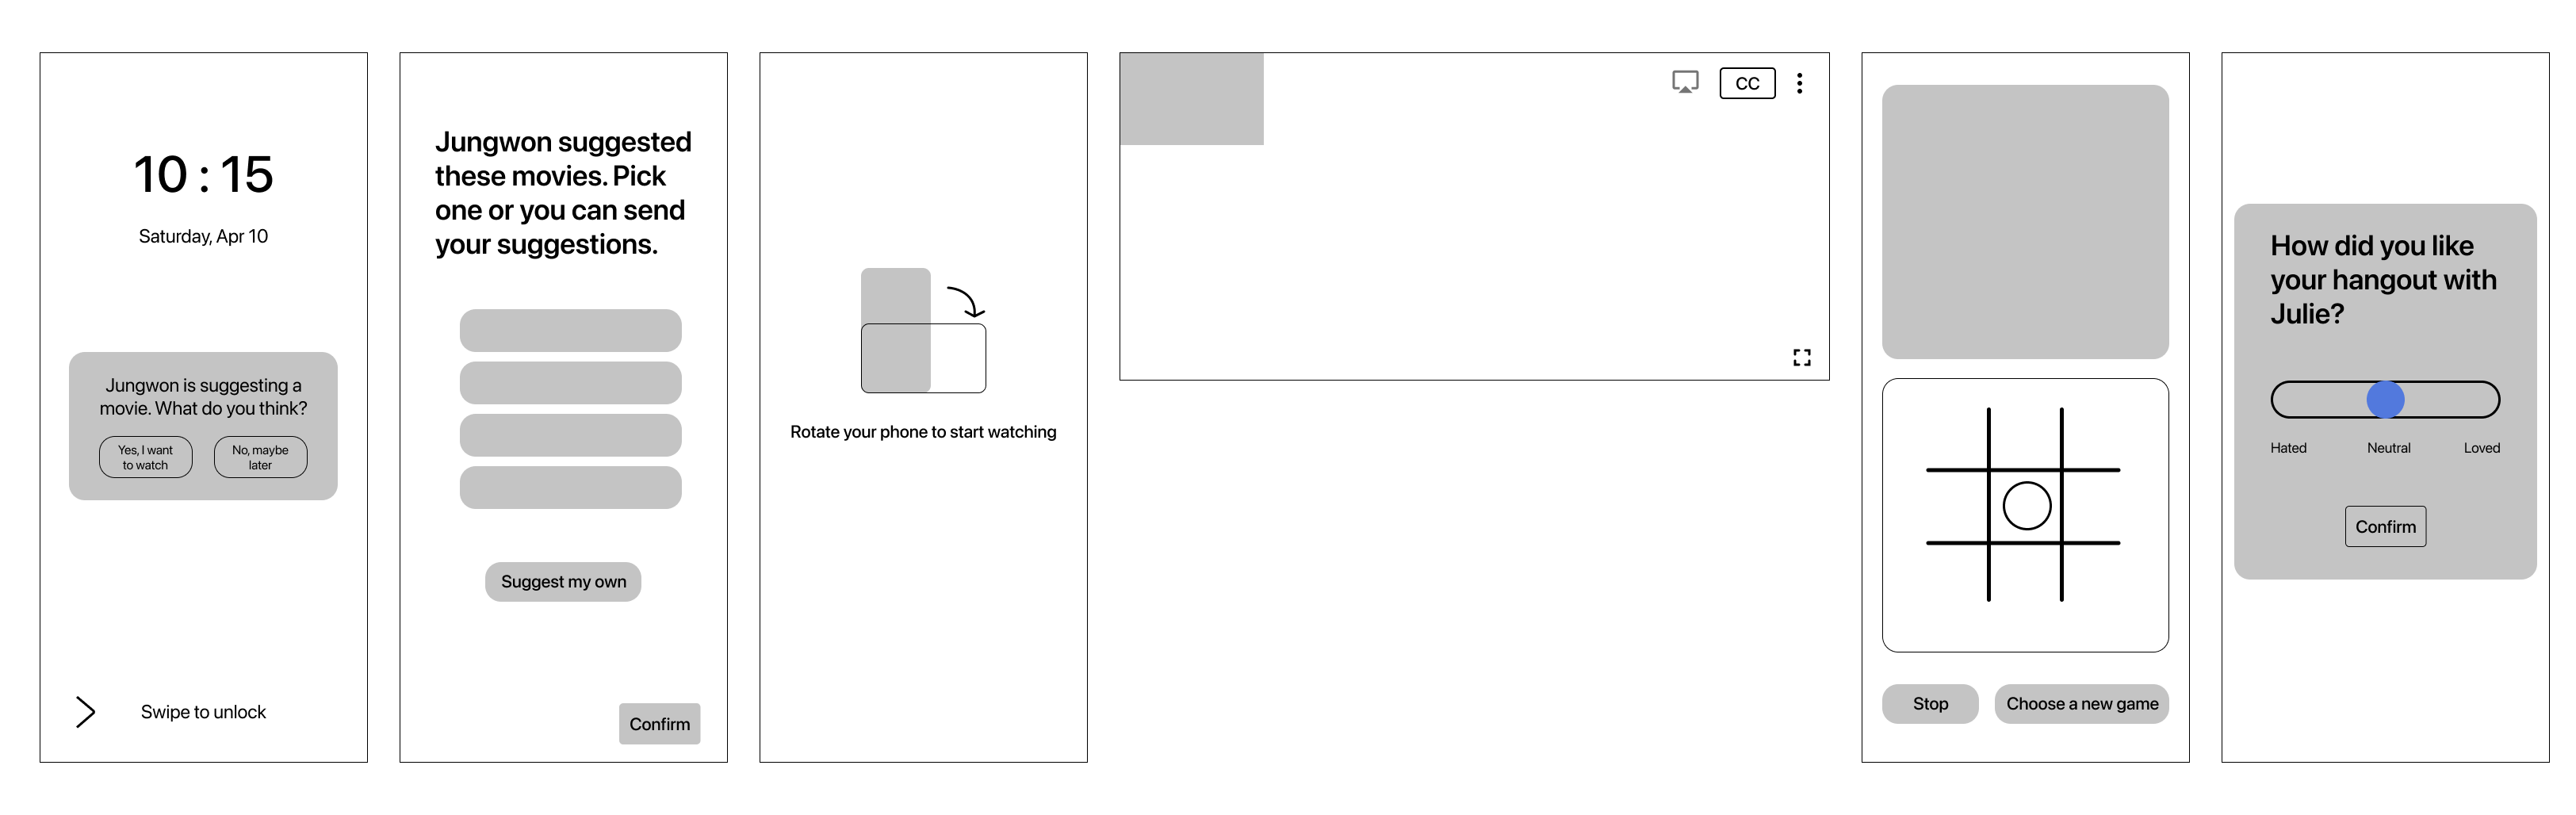 10 : 15
Saturday, Apr 10
Jungwon is suggesting a
movie. What do you think?
Yes, I want
to watch
No, maybe
later
Swipe to unlock
Jungwon suggested
these movies. Pick
one or you can send
your suggestions.
Suggest my own
Confirm
Rotate your phone to start watching
CC
Stop
Choose a new game
How did you like
your hangout with
Julie?
Hated
Neutral
Loved
Confirm